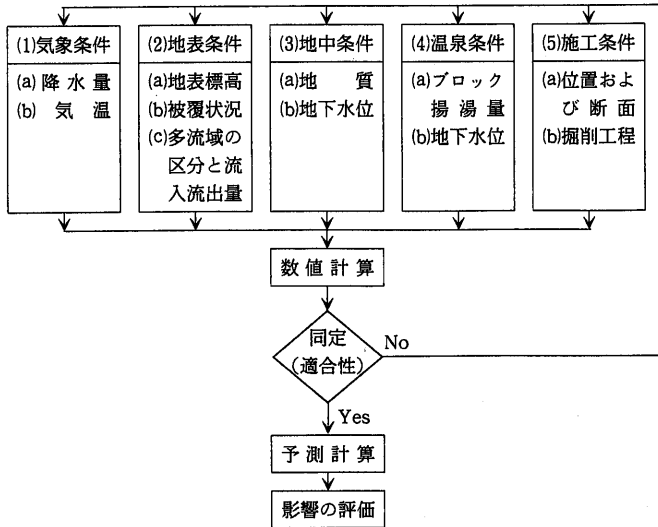 (1)気象条件
(a) 降水量
(b) 気温
(2)地表条件
(a)地表標高
(b)被覆状況
(c)多流域の
区分と流
入流出量
(3)地中条件
(a)地質
(b)地下水位
(4)温泉条件
(a)ブロック
揚湯量
(b)地下水位
(5)施工条件
(a)位置およ
び断面
(b)掘削工程
数値計算
同定
(適合性)
No
Yes
予測計算
影響の評価